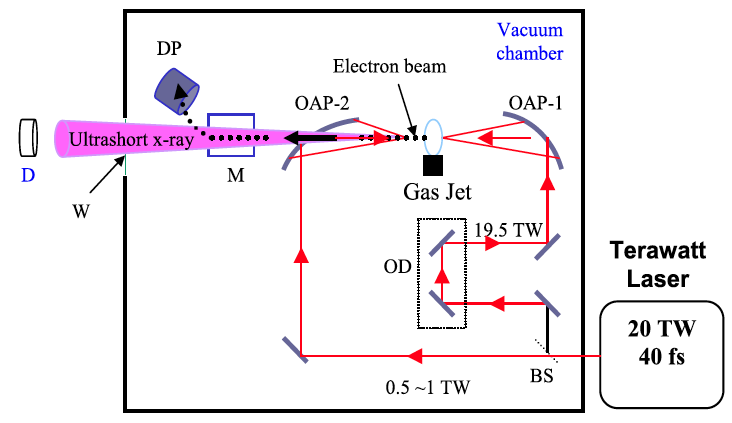 Vacuum
chamber
DP
Electron beam
OAP-2
OAP-1
Ultrashort x-ray
D
M
W
Gas Jet
19.5 TW
OD
Terawatt
Laser
20 TW
40 fs
BS
0.5 ~1 TW